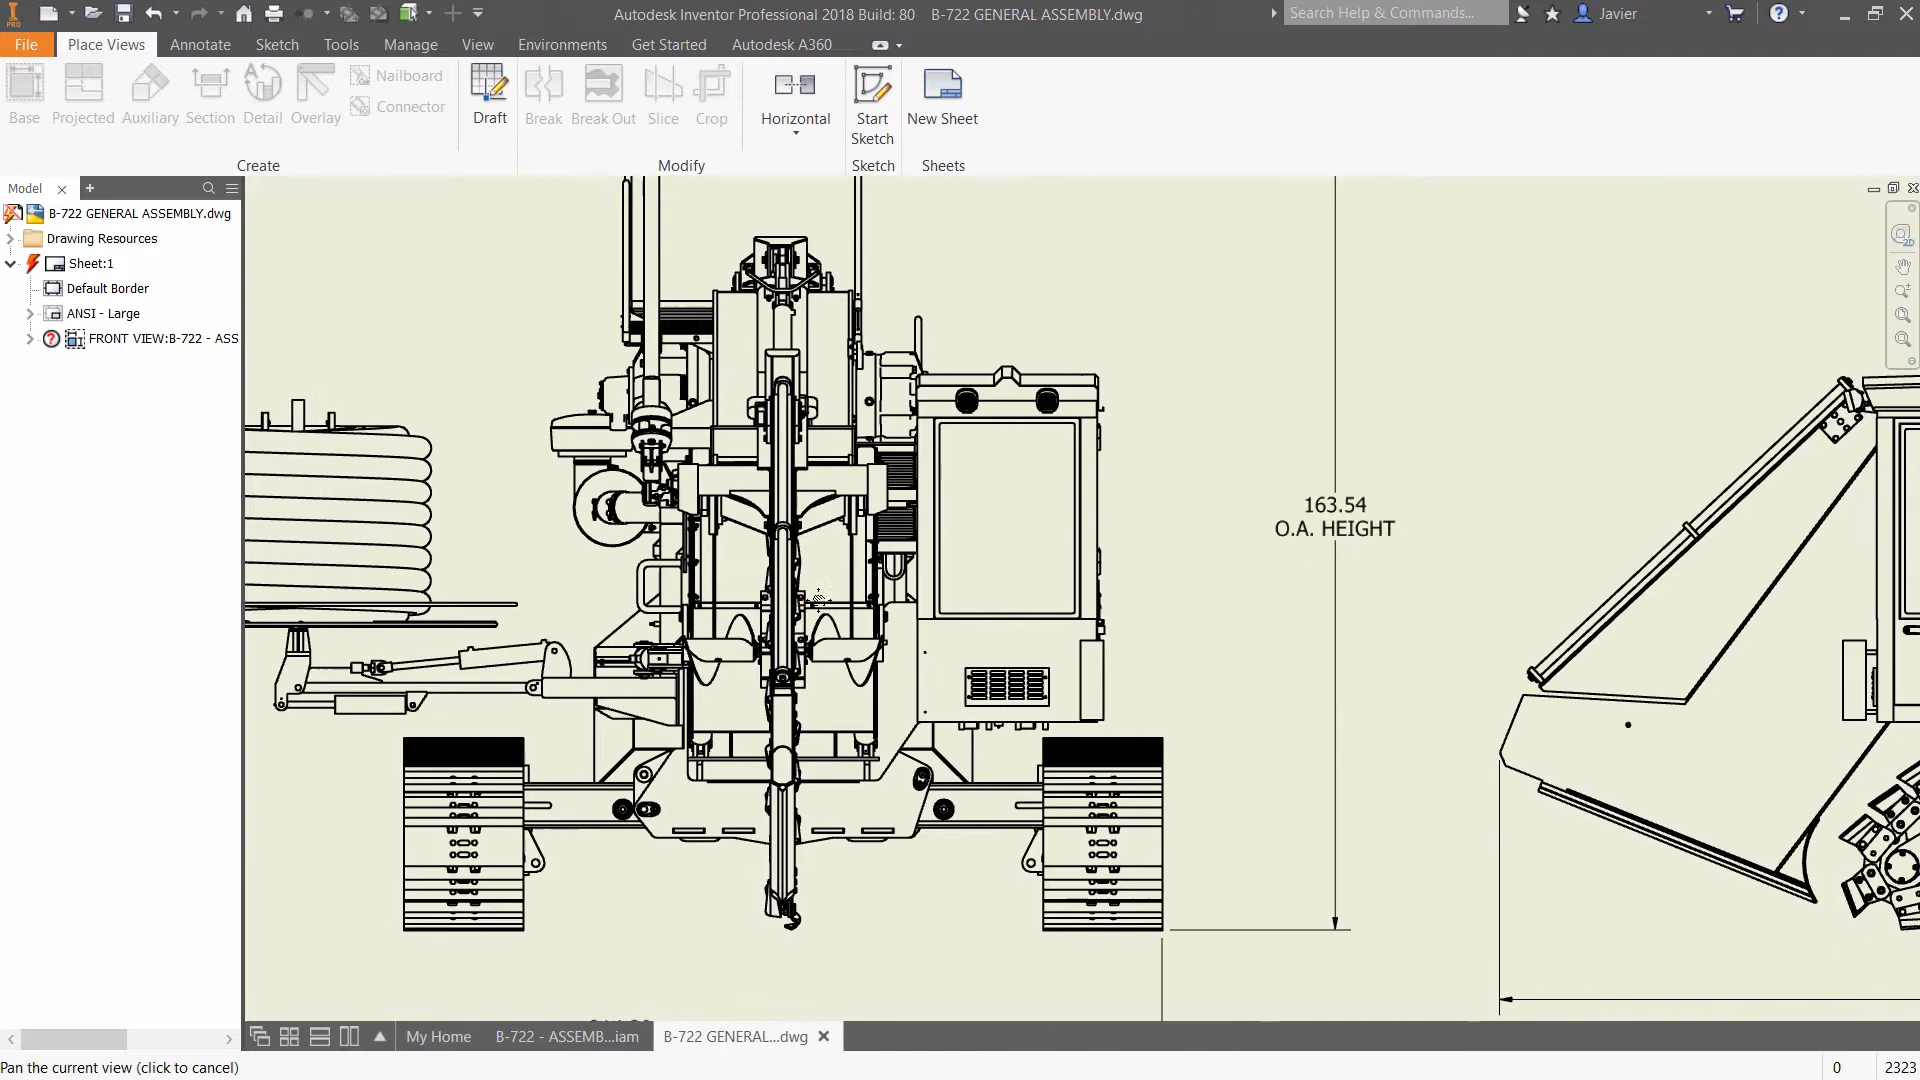 Autodesk Inventor Professional 2018 Build: 80 B-722 GENERAL ASSEMBLY.dwg
Search Help & Commands...
Javier
PRO
File
Place Views
Annotate
Sketch
Tools
Manage
View
Environments
Get Started
Autodesk A360
Base
Projected
Auxiliary
Section
Detail
Overlay
Nailboard
Connector
Draft
Break
Break Out
Slice
Crop
Horizontal
Start
Sketch
New Sheet
Create
Modify
Sketch
Sheets
Model
B-722 GENERAL ASSEMBLY.dwg
Drawing Resources
Sheet:1
Default Border
ANSI - Large
FRONT VIEW:B-722 - ASS
2D
163.54
O.A. HEIGHT
My Home
B-722 - ASSEMB...iam
B-722 GENERAL...dwg
Pan the current view (click to cancel)
0
2323